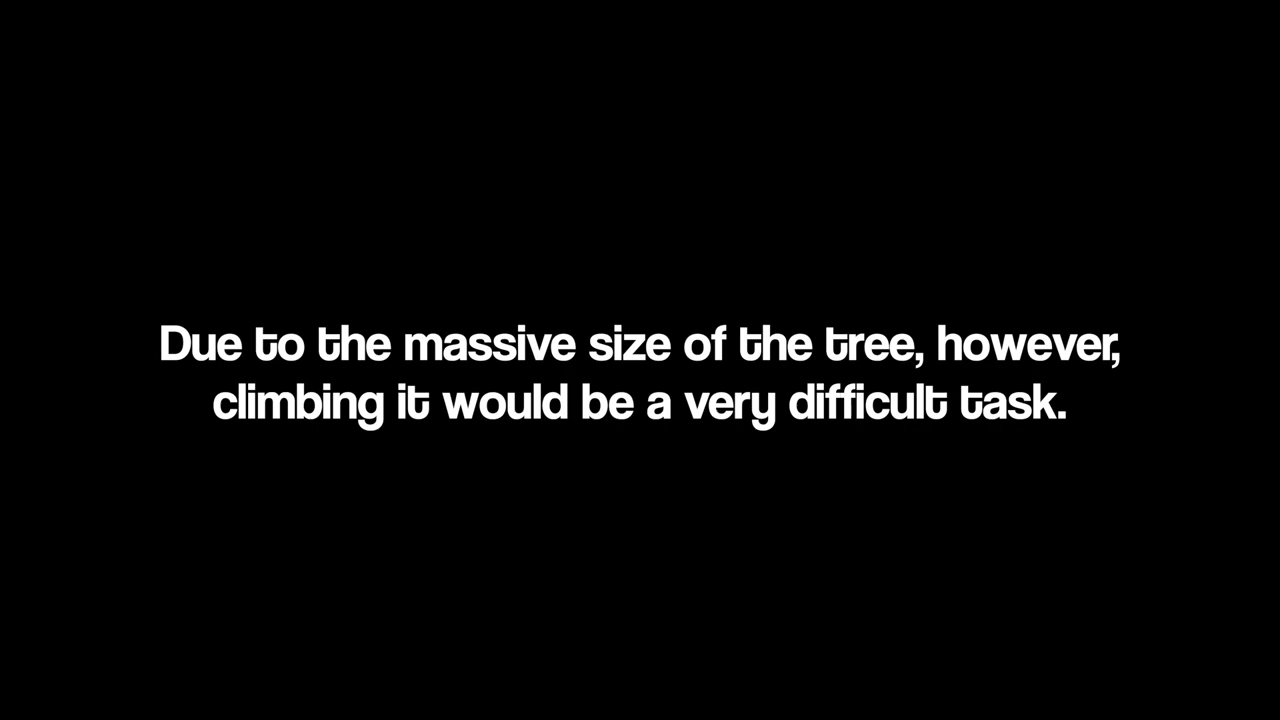 Due to the massive size of the tree, however,
climbing it would be a very difficult task.